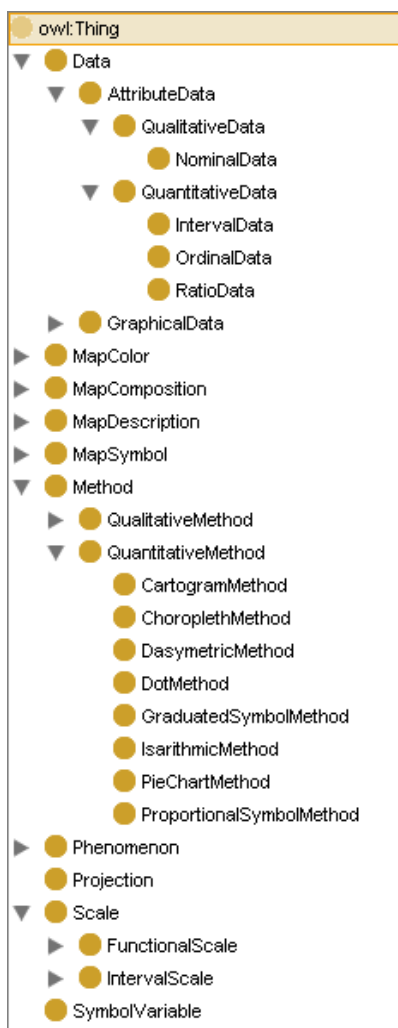 owl:Thing
Data
AttributeData
QualitativeData
NominalData
QuantitativeData
IntervalData
OrdinalData
RatioData
GraphicalData
MapColor
MapComposition
MapDescription
MapSymbol
Method
QualitativeMethod
QuantitativeMethod
CartogramMethod
ChoroplethMethod
DasymetricMethod
DotMethod
GraduatedSymbolMethod
IsarithmicMethod
PieChartMethod
ProportionalSymbolMethod
Phenomenon
Projection
Scale
FunctionalScale
IntervalScale
SymbolVariable